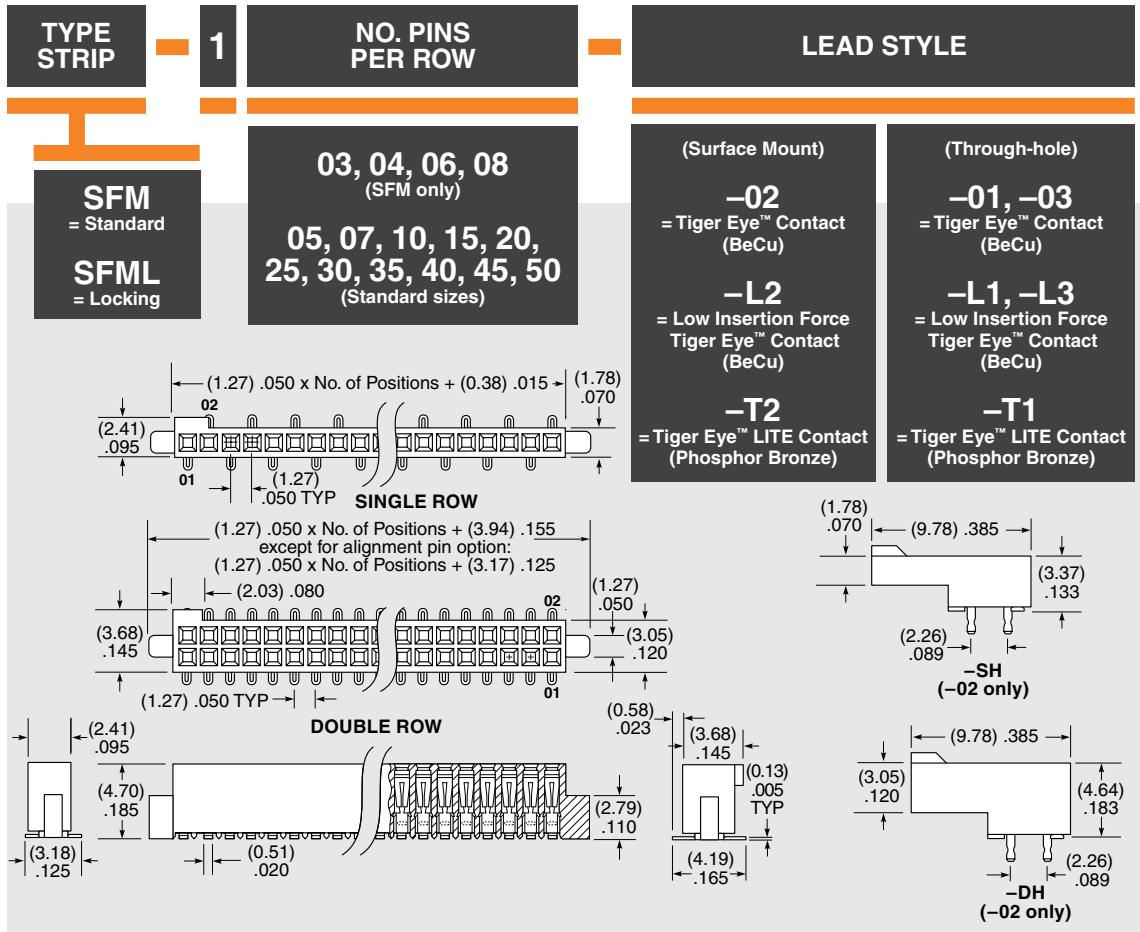 TYPE
STRIP
1
NO. PINS
PER ROW
LEAD STYLE
SFM
= Standard
SFML
= Locking
03, 04, 06, 08
(SFM only)
05, 07, 10, 15, 20,
25, 30, 35, 40, 45, 50
(Standard sizes)
(Surface Mount)
–02
= Tiger Eye™ Contact
(BeCu)
–L2
= Low Insertion Force
Tiger Eye™ Contact
(BeCu)
–T2
= Tiger Eye™ LITE Contact
(Phosphor Bronze)
(Through-hole)
–01, –03
= Tiger Eye™ Contact
(BeCu)
–L1, –L3
= Low Insertion Force
Tiger Eye™ Contact
(BeCu)
–T1
= Tiger Eye™ LITE Contact
(Phosphor Bronze)
(1.27) .050 x No. of Positions + (0.38) .015
(1.78)
.070
02
(2.41)
.095
01
(1.27)
.050 TYP
SINGLE ROW
(1.27) .050 x No. of Positions + (3.94) .155
except for alignment pin option:
(1.27) .050 x No. of Positions + (3.17) .125
(2.03) .080
(1.27)
.050
02
(3.68)
.145
(3.05)
.120
01
(1.27) .050 TYP
DOUBLE ROW
(2.41)
.095
(4.70)
.185
(2.79)
.110
(3.18)
.125
(0.51)
.020
(0.58)
.023
(3.68)
.145
(0.13)
.005
TYP
(4.19)
.165
(1.78)
.070
(9.78) .385
(3.37)
.133
(2.26)
.089
–SH
(–02 only)
(9.78) .385
(3.05)
.120
(4.64)
.183
(2.26)
.089
–DH
(–02 only)